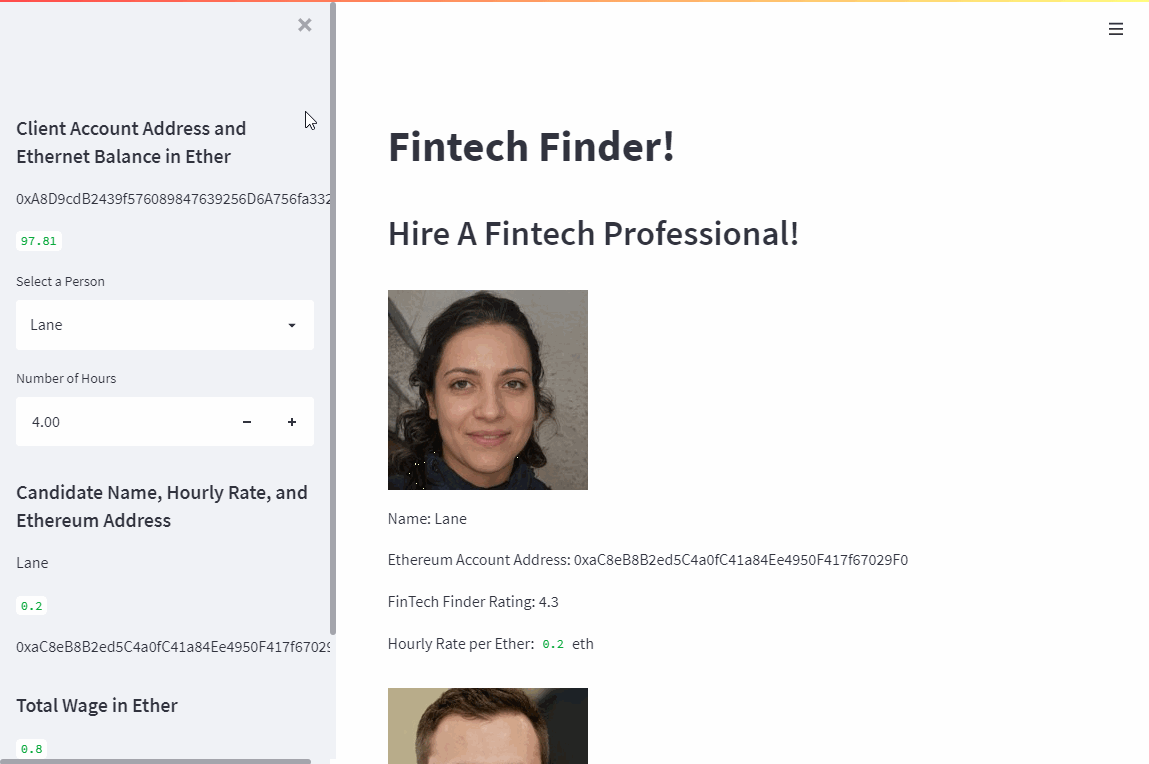 Client Account Address and
Ethernet Balance in Ether
0xA8D9cdB2439f576089847639256D6A756fa332
97.81
Select a Person
Lane
Number of Hours
4.00
Candidate Name, Hourly Rate, and
Ethereum Address
Lane
0.2
0xaC8eB8B2ed5C4a0fC41a84Ee4950F417f67029
Total Wage in Ether
0.8
Fintech Finder!
Hire A Fintech Professional!
Name: Lane
Ethereum Account Address: 0xaC8eB8B2ed5C4a0fC41a84Ee4950F417f67029F0
FinTech Finder Rating: 4.3
Hourly Rate per Ether: 0.2 eth